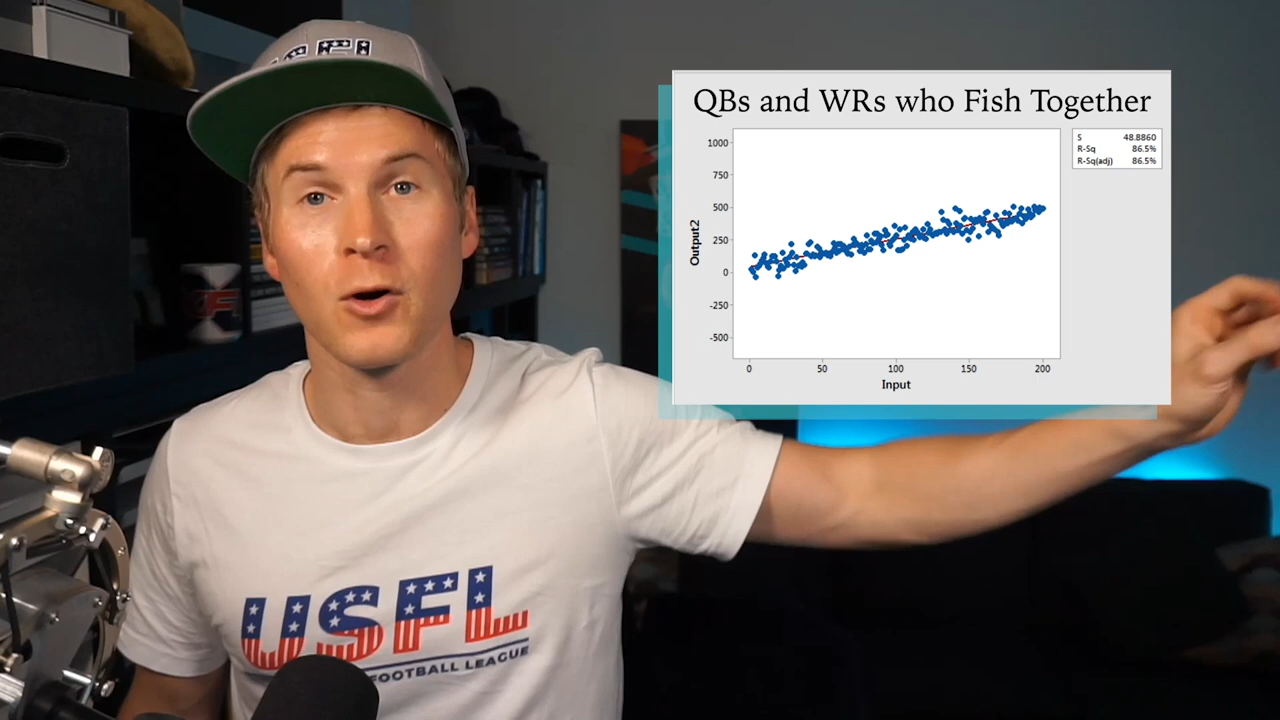 USFL
QBs and WRs who Fish Together
S 48.8860
R-Sq 86.5%
R-Sq(adj) 86.5%
1000
750
500
250
0
-250
-500
Output2
0 50 100 150 200
Input
USFL
FOOTBALL LEAGUE